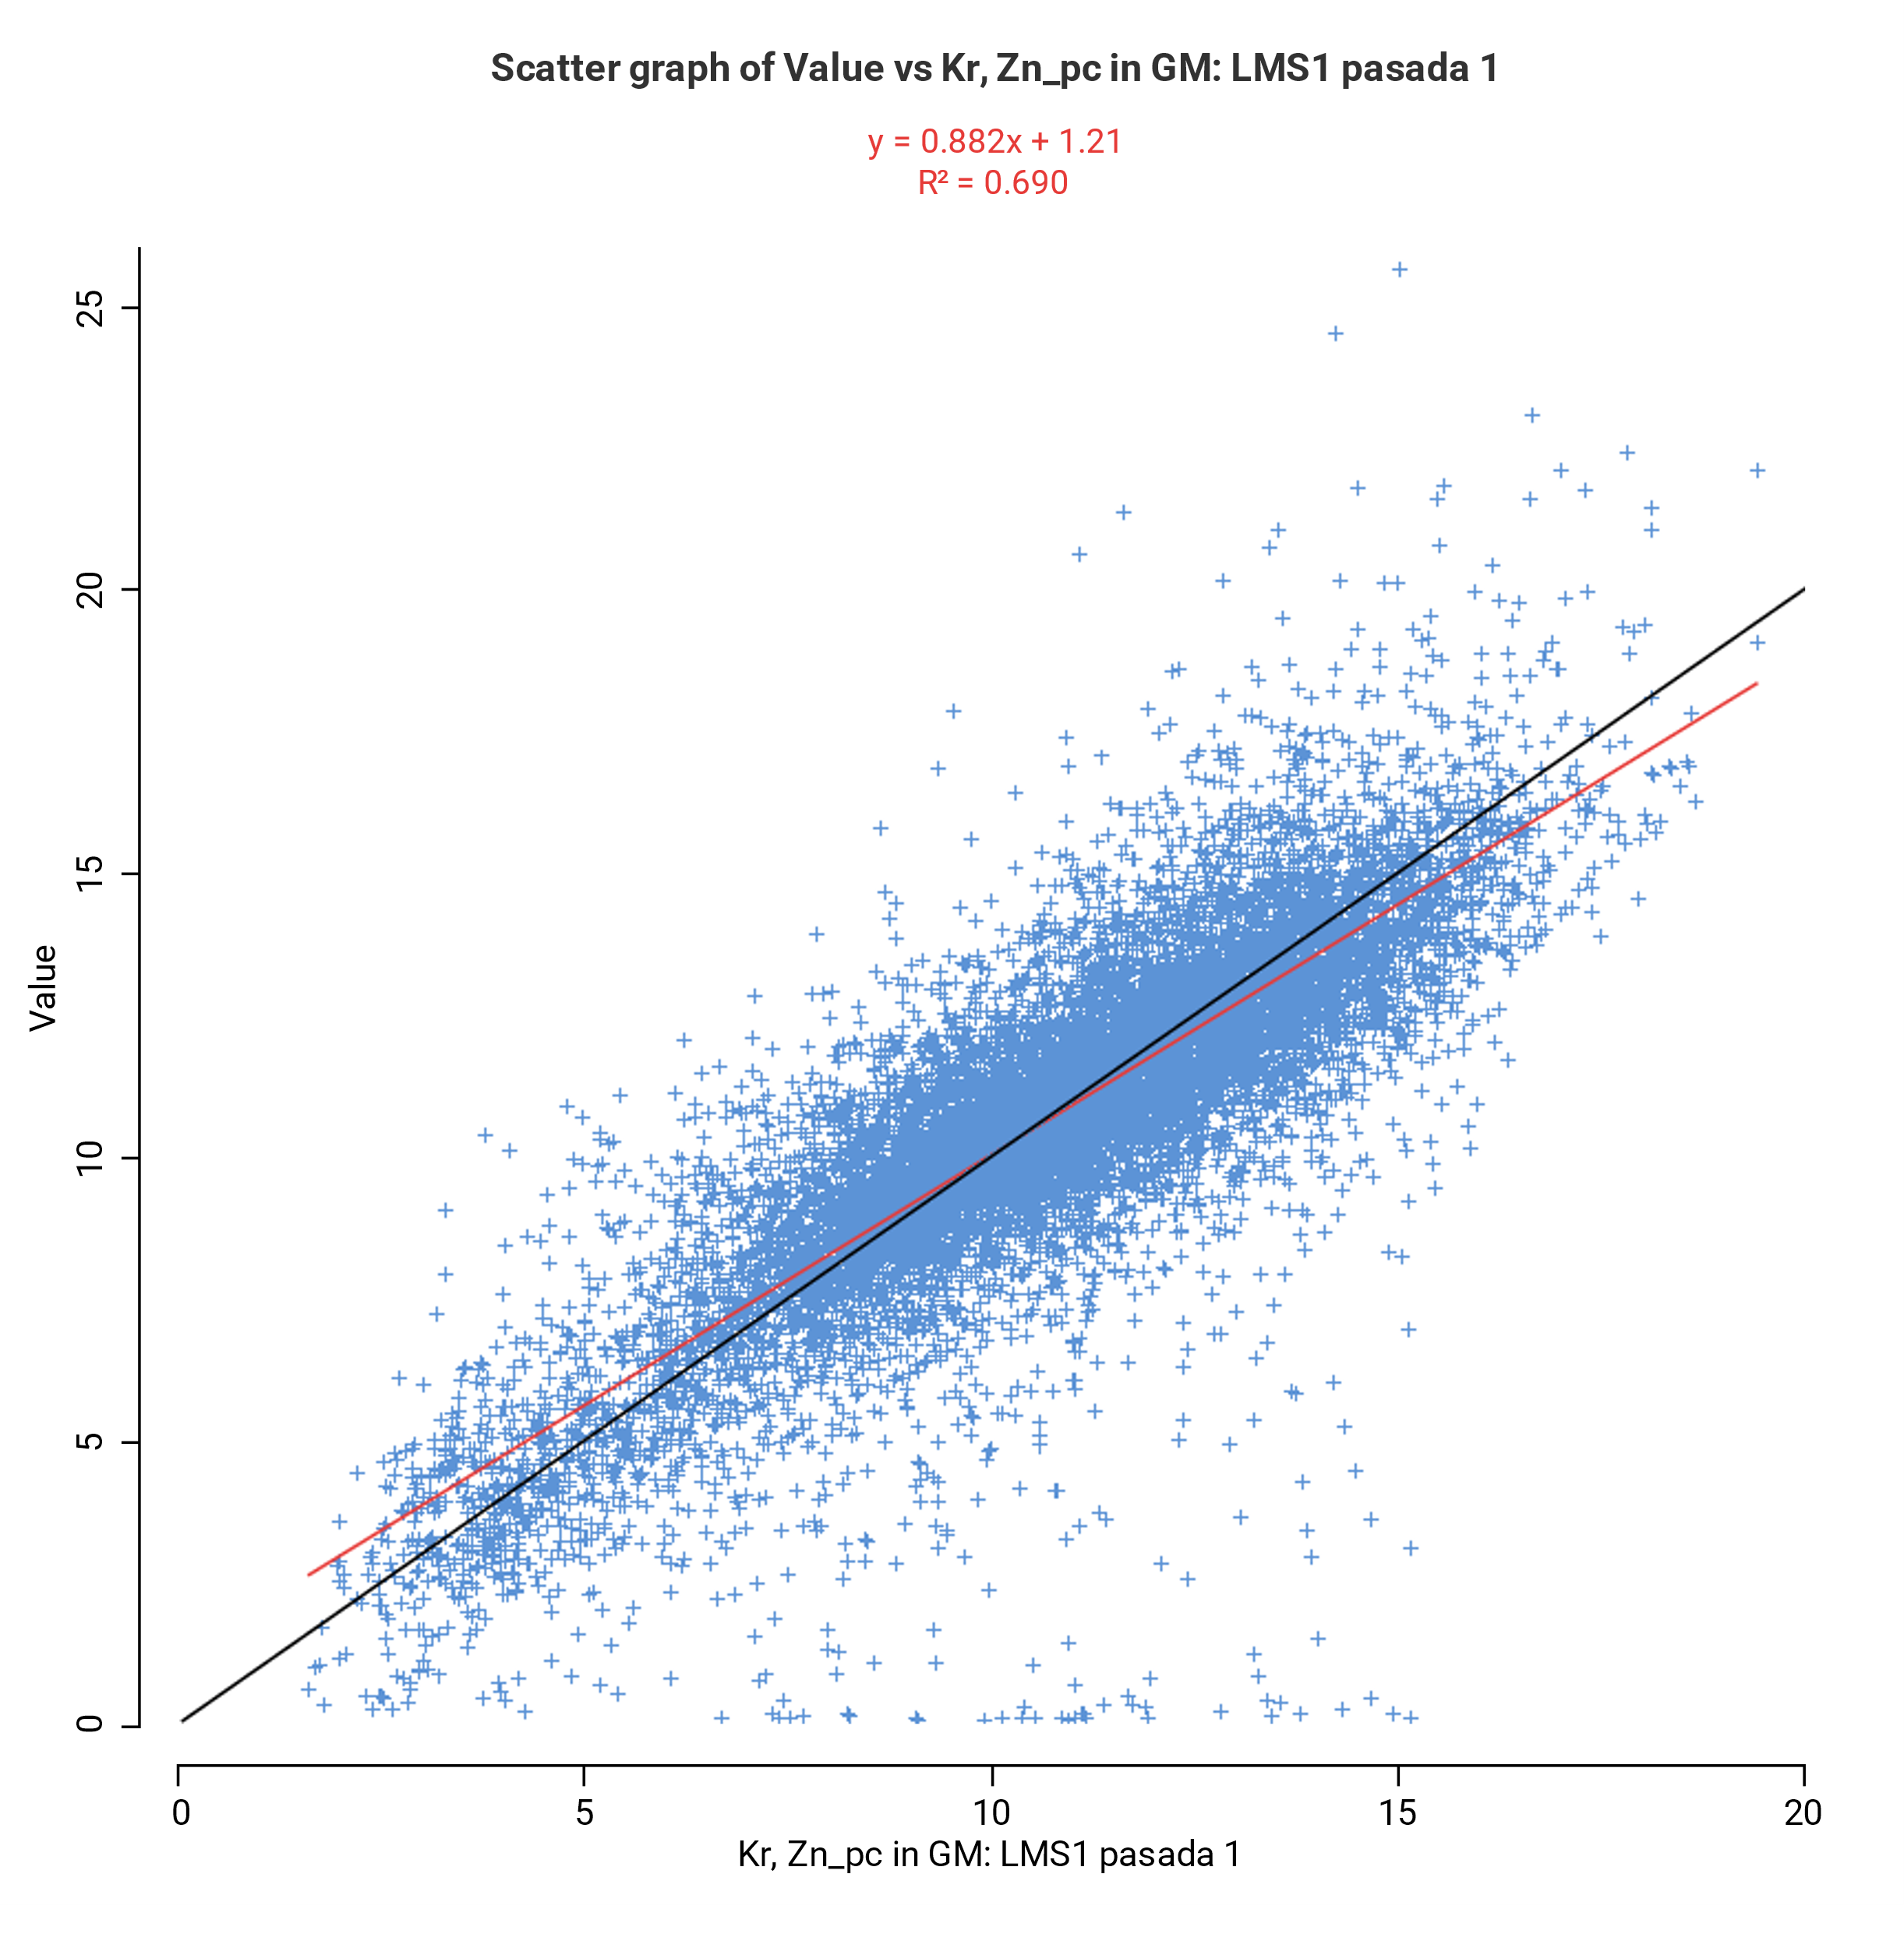 Scatter graph of Value vs Kr, Zn_pc in GM: LMS1 pasada 1
y = 0.882x + 1.21
R² = 0.690
25
20
15
10
5
0
Value
0 5 10 15 20
Kr, Zn_pc in GM: LMS1 pasada 1